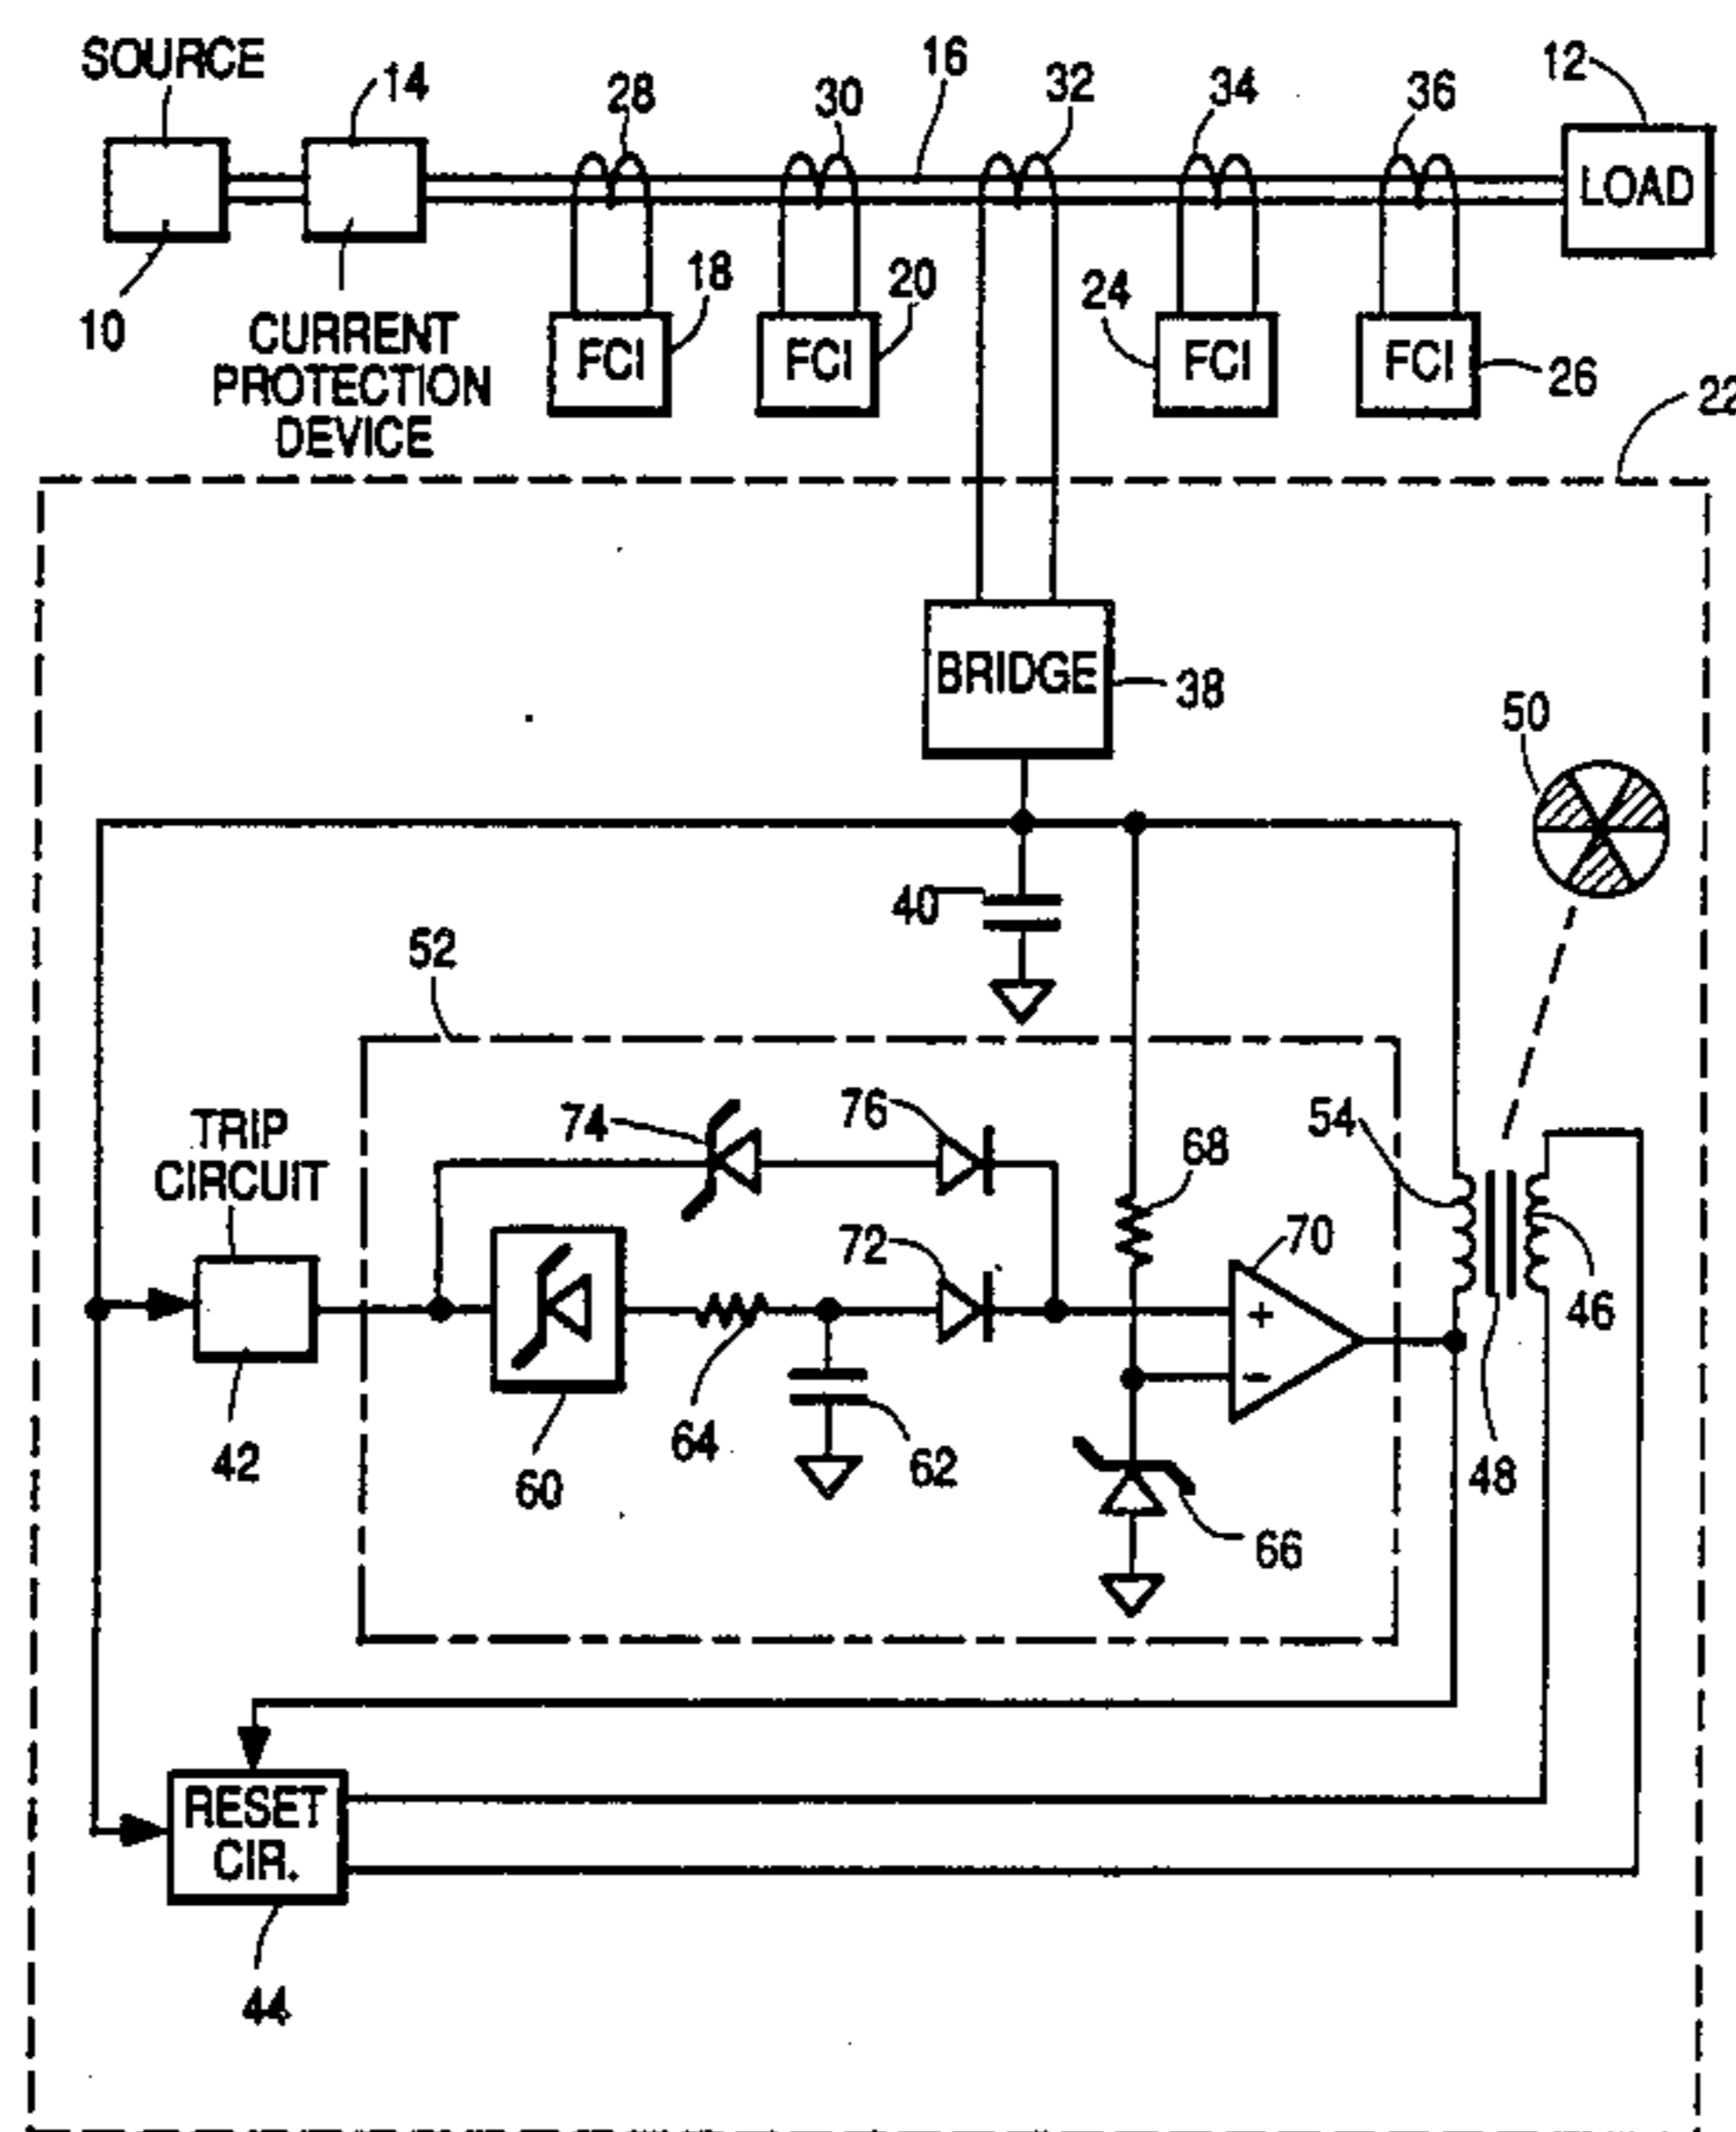 SOURCE
14
28
30
16
32
34
36
12
LOAD
10
CURRENT
PROTECTION
DEVICE
FCI
18
FCI
20
24
FCI
FCI
26
22
BRIDGE
38
50
40
52
TRIP
CIRCUIT
74
76
68
54
72
70
46
+
-
42
60
64
62
66
48
RESET
CIR.
44